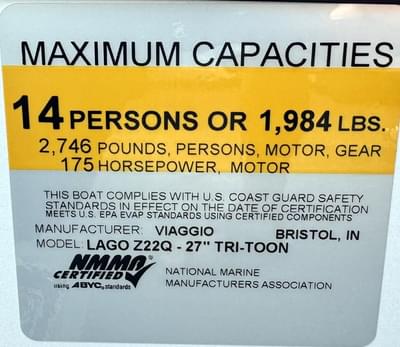 MAXIMUM CAPACITIES
14 PERSONS OR 1,984 LBS.
2,746 POUNDS, PERSONS, MOTOR, GEAR
175 HORSEPOWER, MOTOR
THIS BOAT COMPLIES WITH U.S. COAST GUARD SAFETY
STANDARDS IN EFFECT ON THE DATE OF CERTIFICATION
MEETS U.S. EPA EVAP STANDARDS USING CERTIFIED COMPONENTS
MANUFACTURER: VIAGGIO BRISTOL, IN
MODEL: LAGO Z22Q - 27" TRI-TOON
NMMA
CERTIFIED
using ABYC standards
NATIONAL MARINE
MANUFACTURERS ASSOCIATION